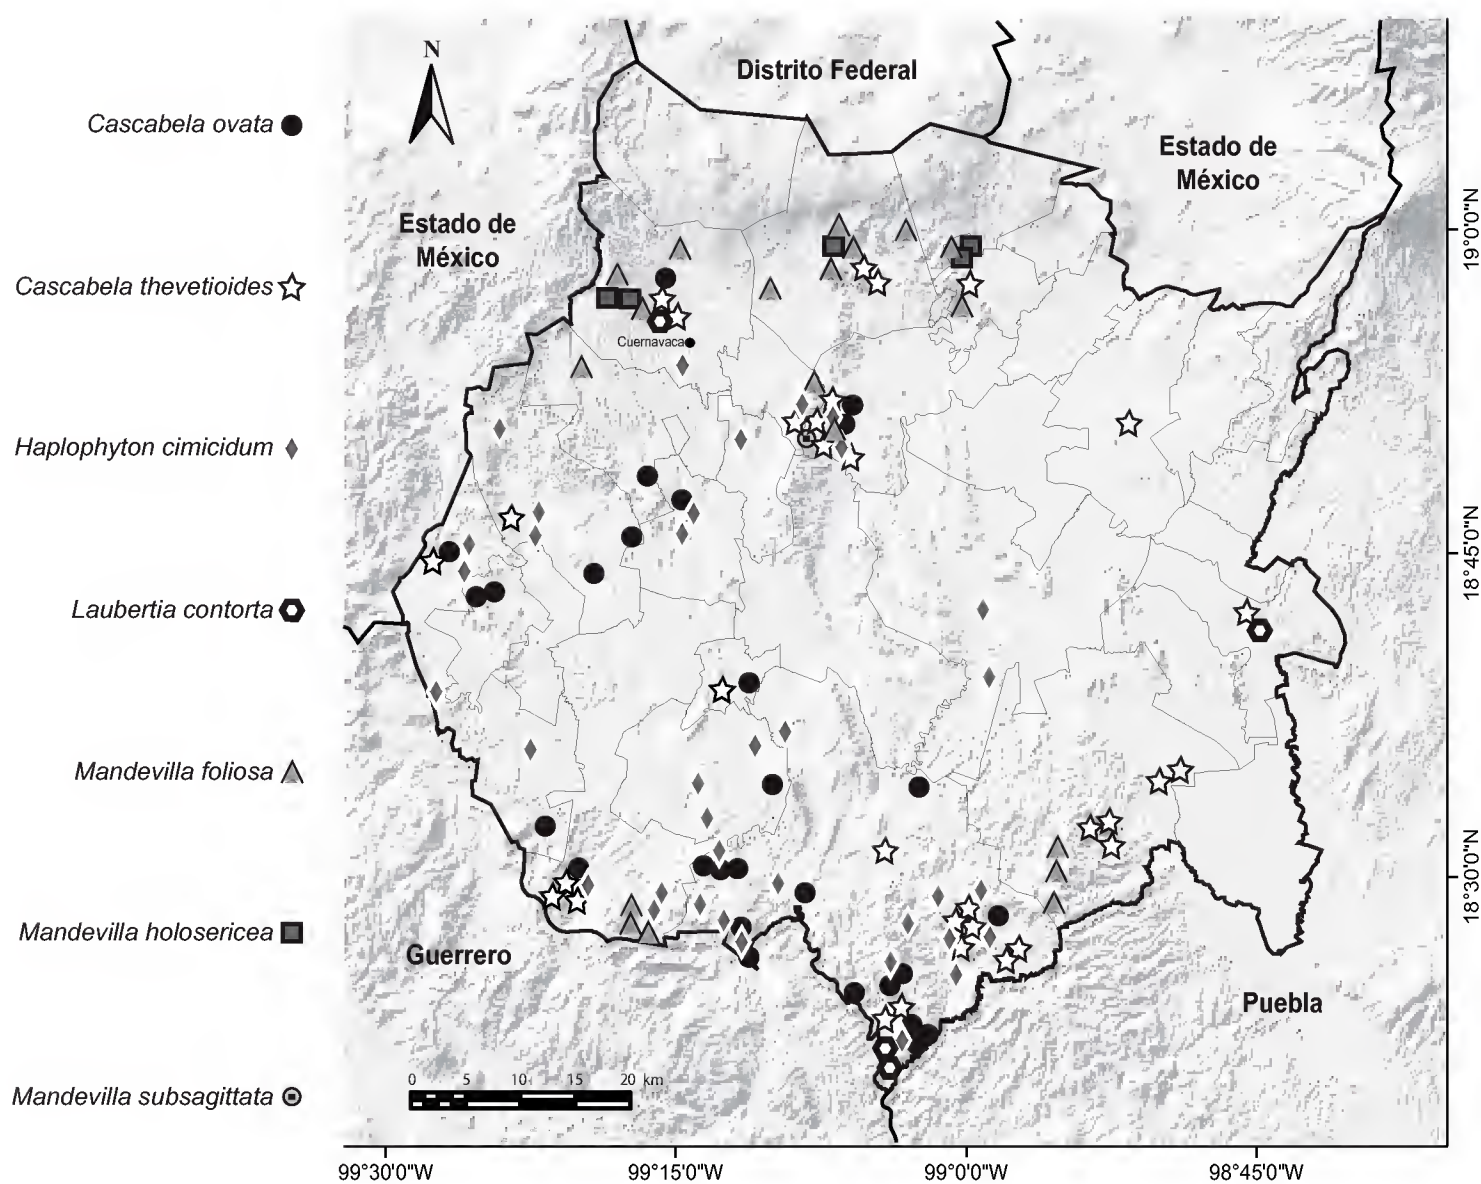 N
Distrito Federal
Estado de
México
Estado de
México
Cascabela ovata
Cascabela thevetioides
Haplophyton cimicidum
Laubertia contorta
Mandevilla foliosa
Mandevilla holosericea
Mandevilla subsagittata
Cuernavaca
Guerrero
Puebla
0 5 10 15 20 km
19°0'0"N
18°45'0"N
18°30'0"N
99°30'0"W 99°15'0"W 99°0'0"W 98°45'0"W